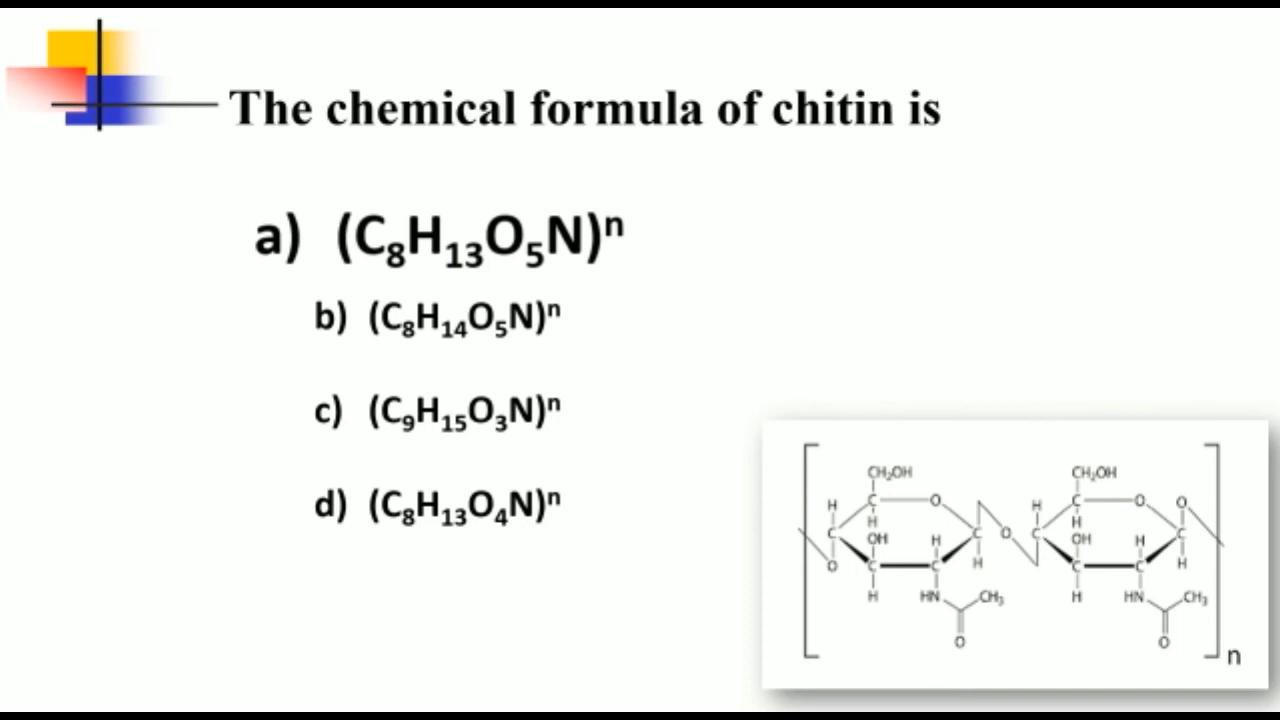 The chemical formula of chitin is
a) (C₈H₁₃O₅N)ⁿ
b) (C₈H₁₄O₅N)ⁿ
c) (C₉H₁₅O₃N)ⁿ
d) (C₈H₁₃O₄N)ⁿ
CH₂OH CH₂OH
H C O H C O O
H H
C OH H C O C OH H C
O C C H C C H
H HN CH₃ H HN CH₃
O O
n